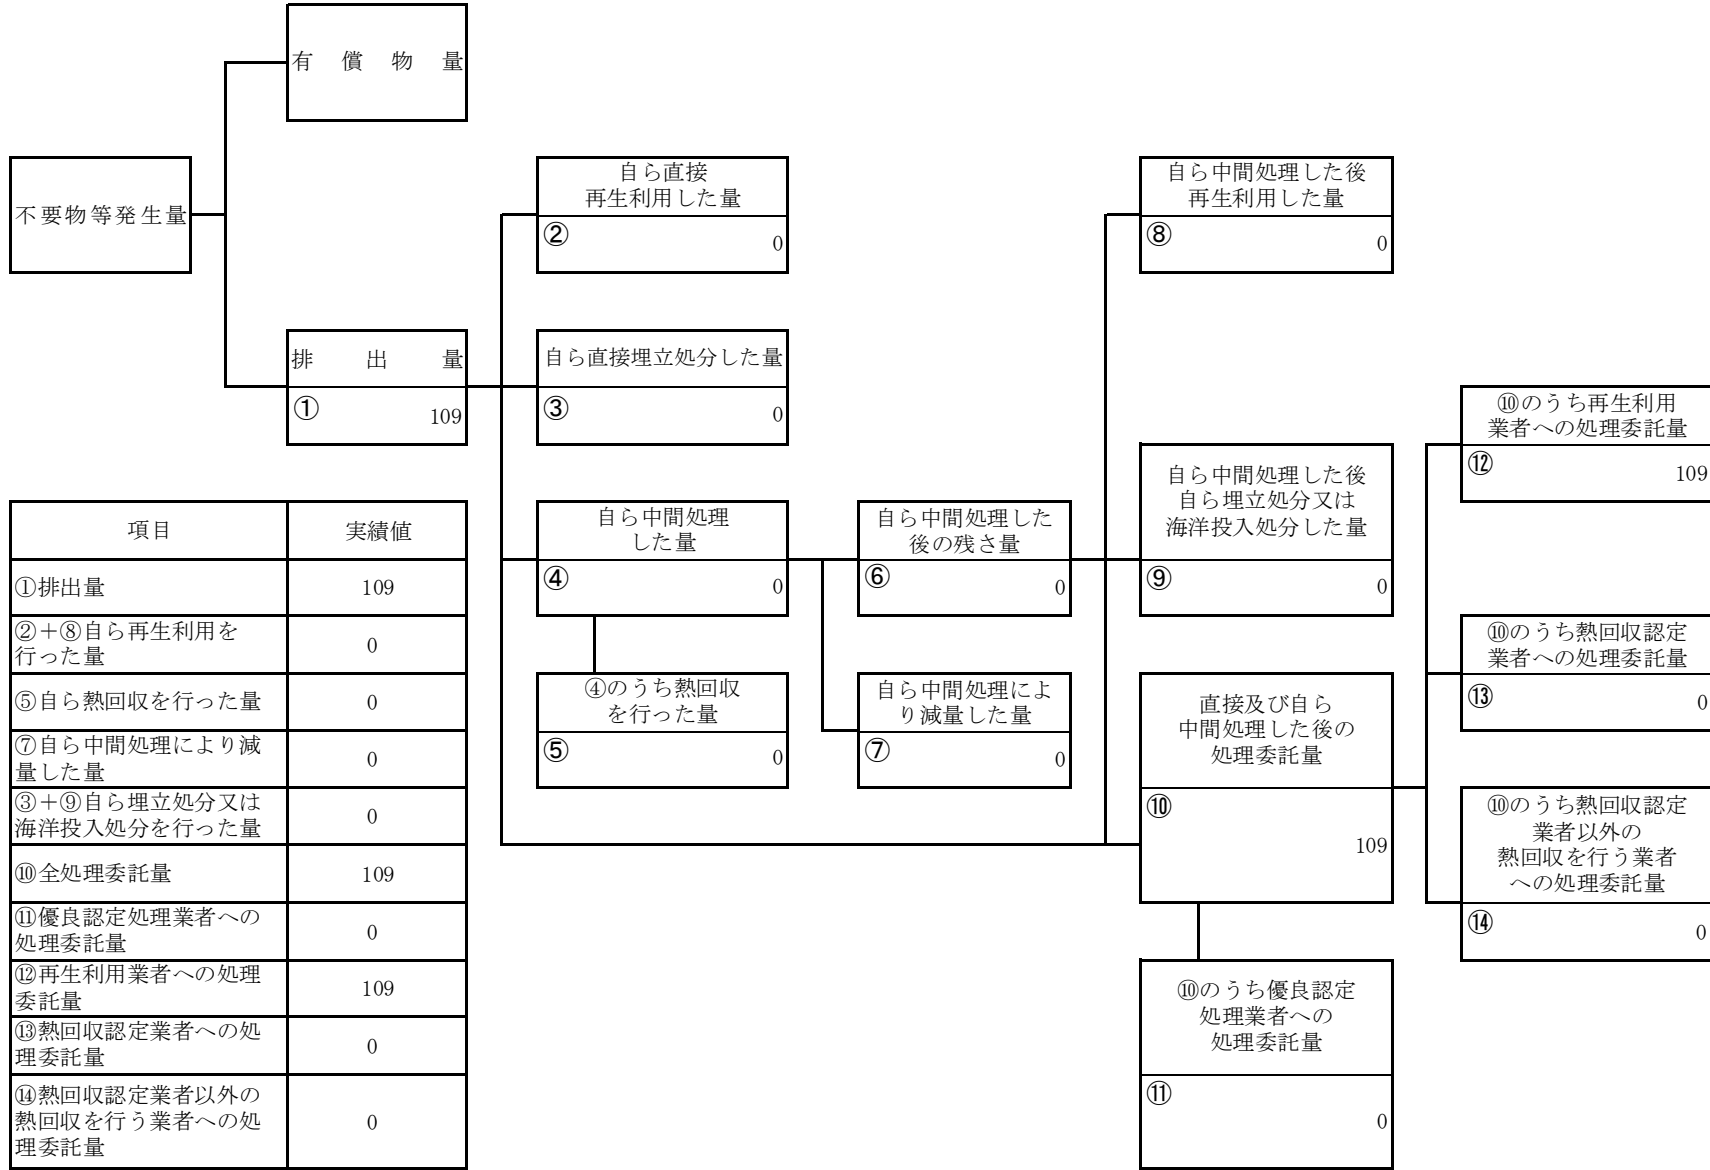 有償物量
不要物等発生量
排出量
① 109
自ら直接
再生利用した量
② 0
自ら直接埋立処分した量
③ 0
自ら中間処理
した量
④ 0
④のうち熱回収
を行った量
⑤ 0
自ら中間処理した
後の残さ量
⑥ 0
自ら中間処理によ
り減量した量
⑦ 0
自ら中間処理した後
再生利用した量
⑧ 0
自ら中間処理した後
自ら埋立処分又は
海洋投入処分した量
⑨ 0
直接及び自ら
中間処理した後の
処理委託量
⑩
109
⑩のうち優良認定
処理業者への
処理委託量
⑪
0
⑩のうち再生利用
業者への処理委託量
⑫ 109
⑩のうち熱回収認定
業者への処理委託量
⑬ 0
⑩のうち熱回収認定
業者以外の
熱回収を行う業者
への処理委託量
⑭ 0
項目 実績値
①排出量 109
②＋⑧自ら再生利用を
行った量 0
⑤自ら熱回収を行った量 0
⑦自ら中間処理により減
量した量 0
③＋⑨自ら埋立処分又は
海洋投入処分を行った量 0
⑩全処理委託量 109
⑪優良認定処理業者への
処理委託量 0
⑫再生利用業者への処理
委託量 109
⑬熱回収認定業者への処
理委託量 0
⑭熱回収認定業者以外の
熱回収を行う業者への処 0
理委託量